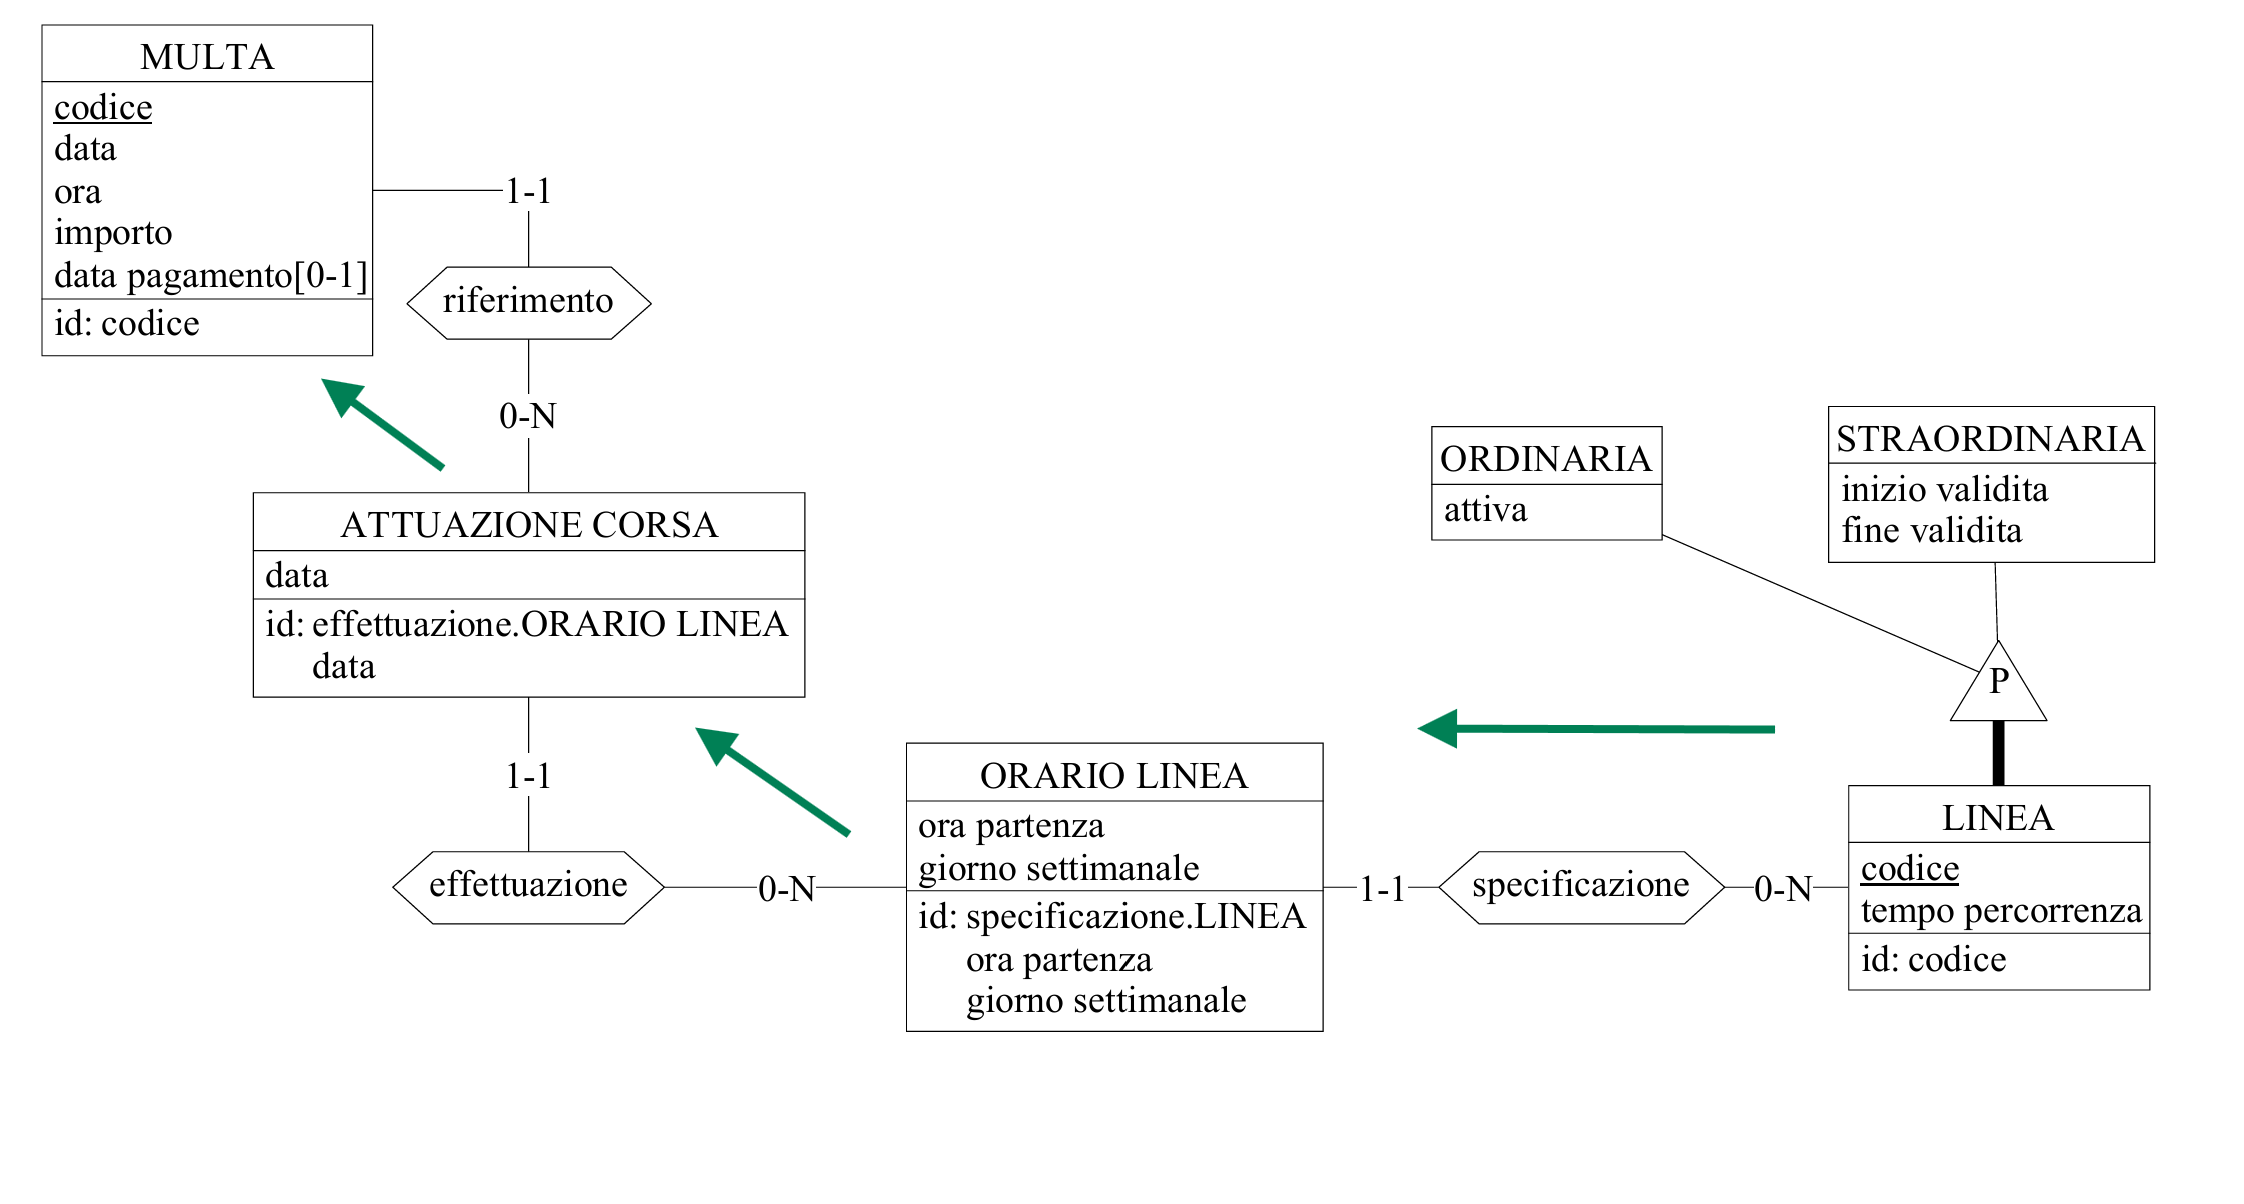 MULTA
codice
data
ora
importo
data pagamento[0-1]
id: codice
1-1
riferimento
0-N
ATTUAZIONE CORSA
data
id: effettuazione.ORARIO LINEA
data
1-1
effettuazione
0-N
ORARIO LINEA
ora partenza
giorno settimanale
id: specificazione.LINEA
ora partenza
giorno settimanale
1-1
specificazione
0-N
ORDINARIA
attiva
STRAORDINARIA
inizio validita
fine validita
P
LINEA
codice
tempo percorrenza
id: codice